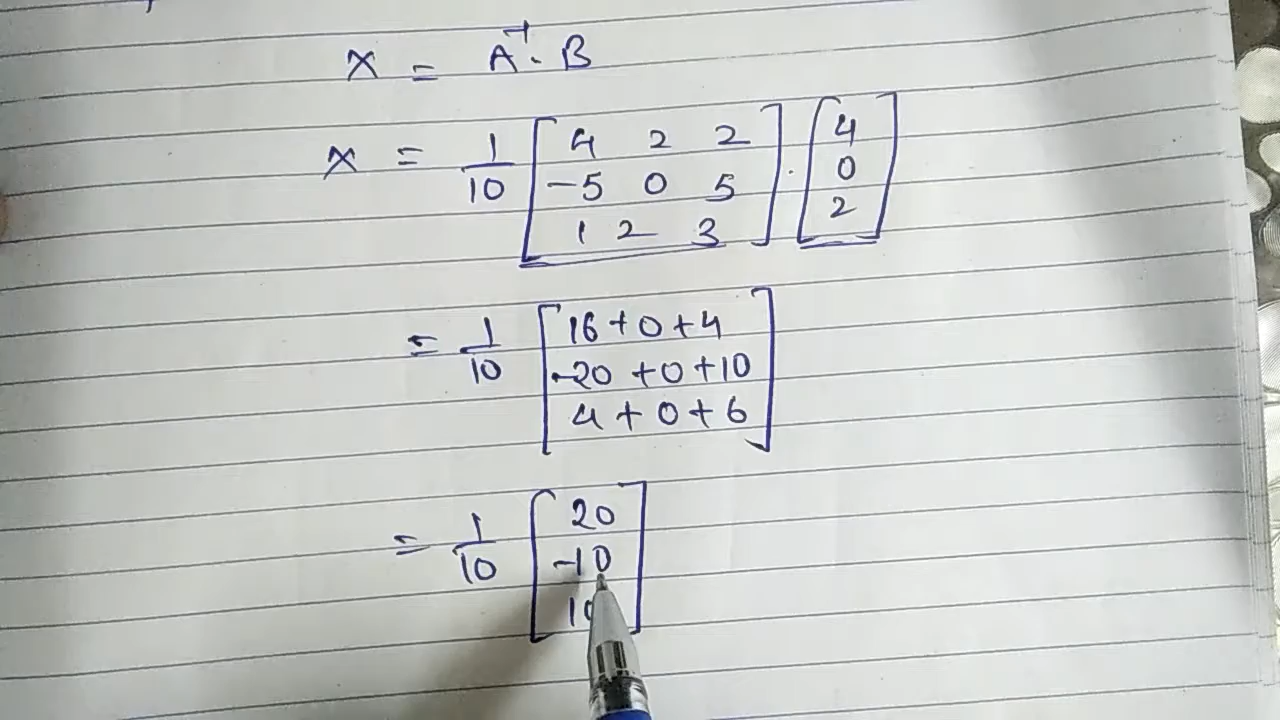 X = A⁻¹ . B
X = 1/10 [4 2 2 -5 0 5 1 2 3] . [4 0 2]
= 1/10 [16+0+4 -20+0+10 4+0+6]
= 1/10 [20 -10 10]